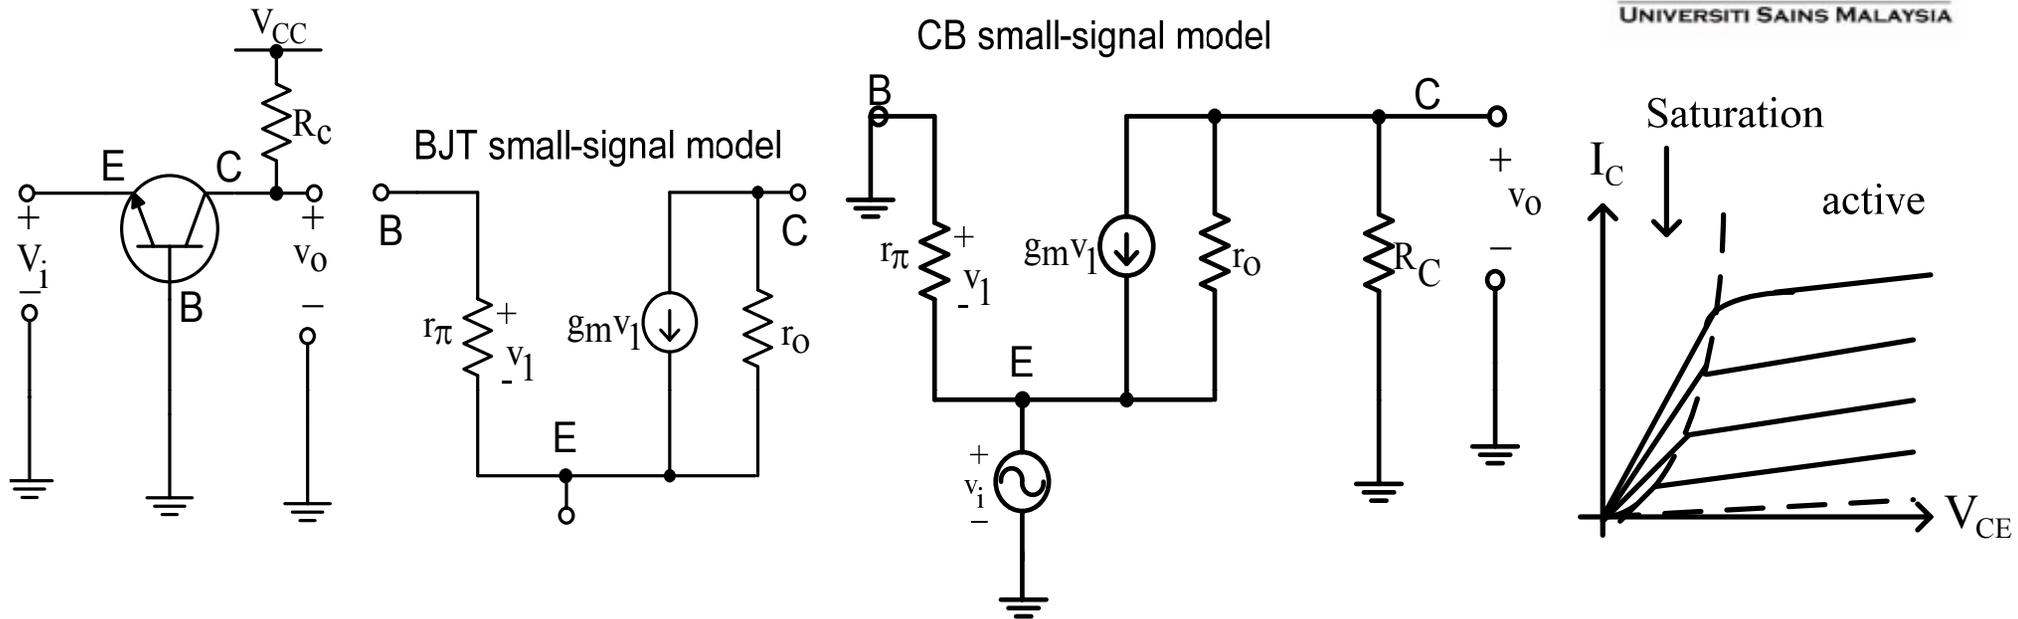 UNIVERSITI SAINS MALAYSIA
VCC
RC
E
C
+
Vi
−
+
vo
−
B
BJT small-signal model
B
C
rπ
+
v1
-
gmv1
ro
E
CB small-signal model
B
C
rπ
+
v1
-
gmv1
ro
RC
+
vo
−
E
+
vi
−
Saturation
IC
active
VCE